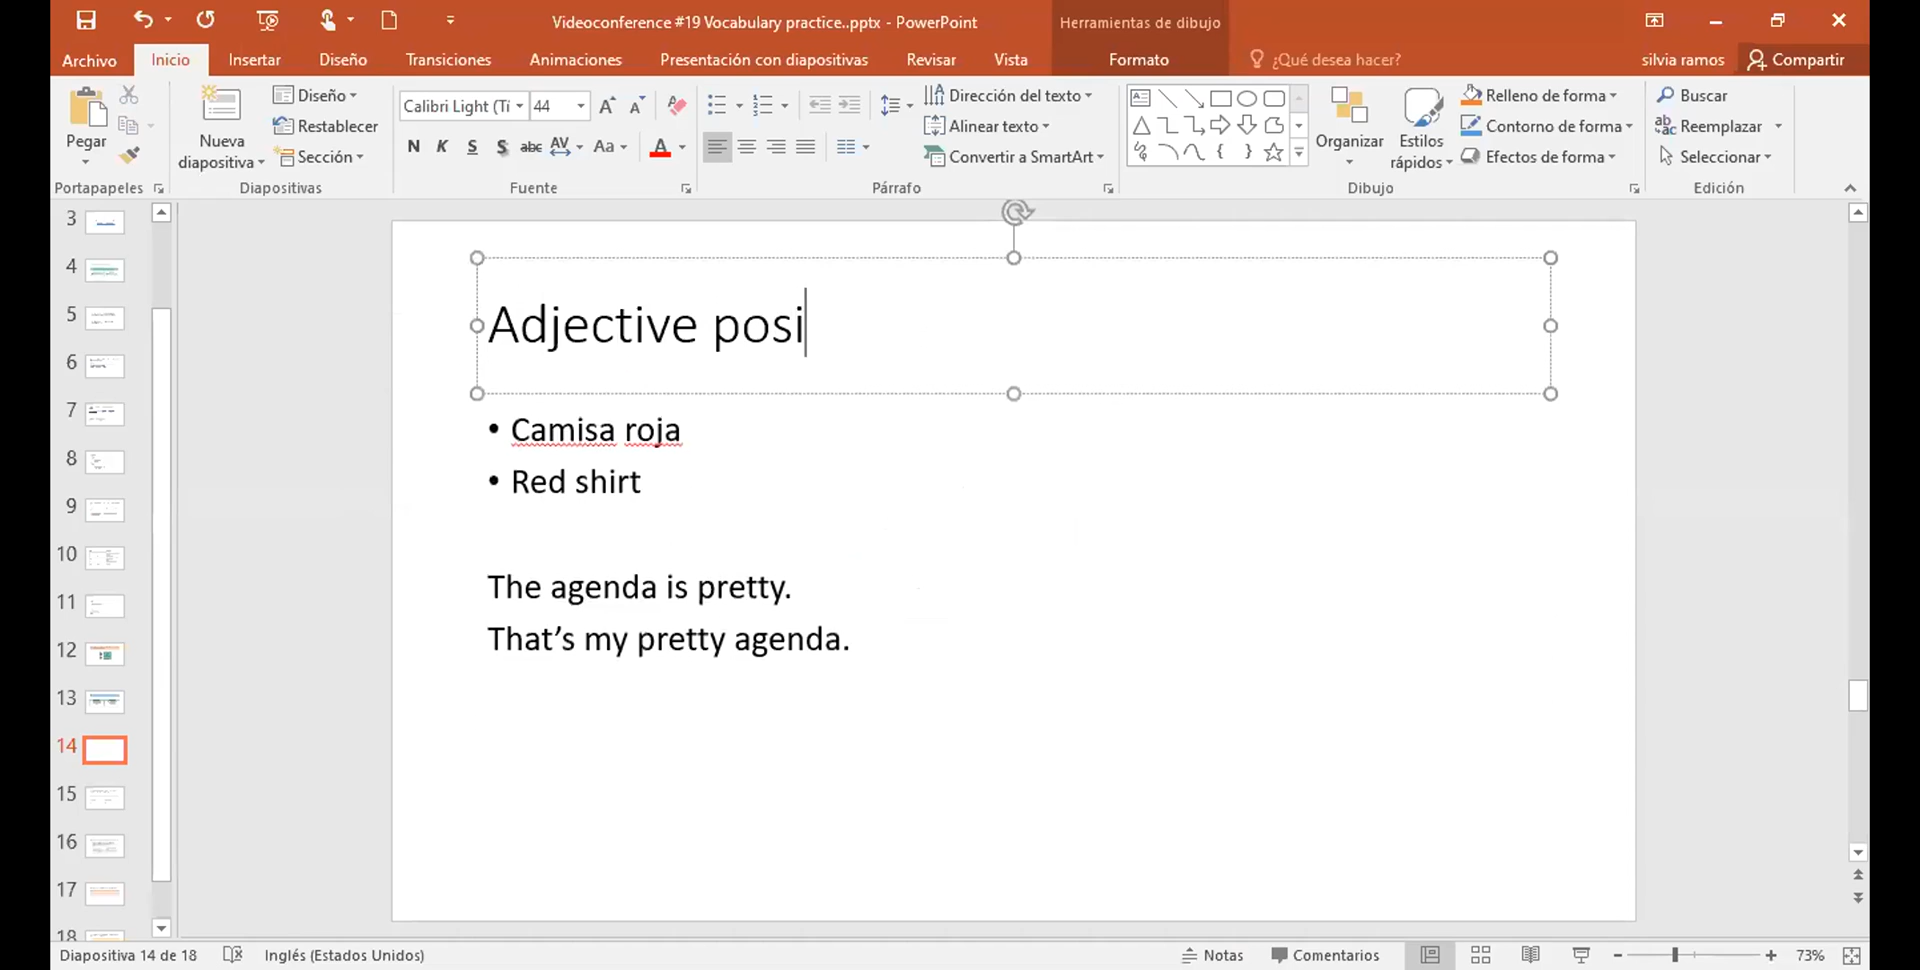 Videoconference #19 Vocabulary practice..pptx - PowerPoint
Herramientas de dibujo
Archivo
Inicio
Insertar
Diseño
Transiciones
Animaciones
Presentación con diapositivas
Revisar
Vista
Formato
¿Qué desea hacer?
silvia ramos
Compartir
Pegar
Nueva diapositiva
Diseño
Restablecer
Sección
Calibri Light (Tí
44
N K S S abc AV Aa A
Dirección del texto
Alinear texto
Convertir a SmartArt
Organizar
Estilos rápidos
Relleno de forma
Contorno de forma
Efectos de forma
Buscar
Reemplazar
Seleccionar
Portapapeles
Diapositivas
Fuente
Párrafo
Dibujo
Edición
3
4
5
6
7
8
9
10
11
12
13
14
15
16
17
18
Adjective posi
• Camisa roja
• Red shirt
The agenda is pretty.
That’s my pretty agenda.
Diapositiva 14 de 18
Inglés (Estados Unidos)
Notas
Comentarios
73%